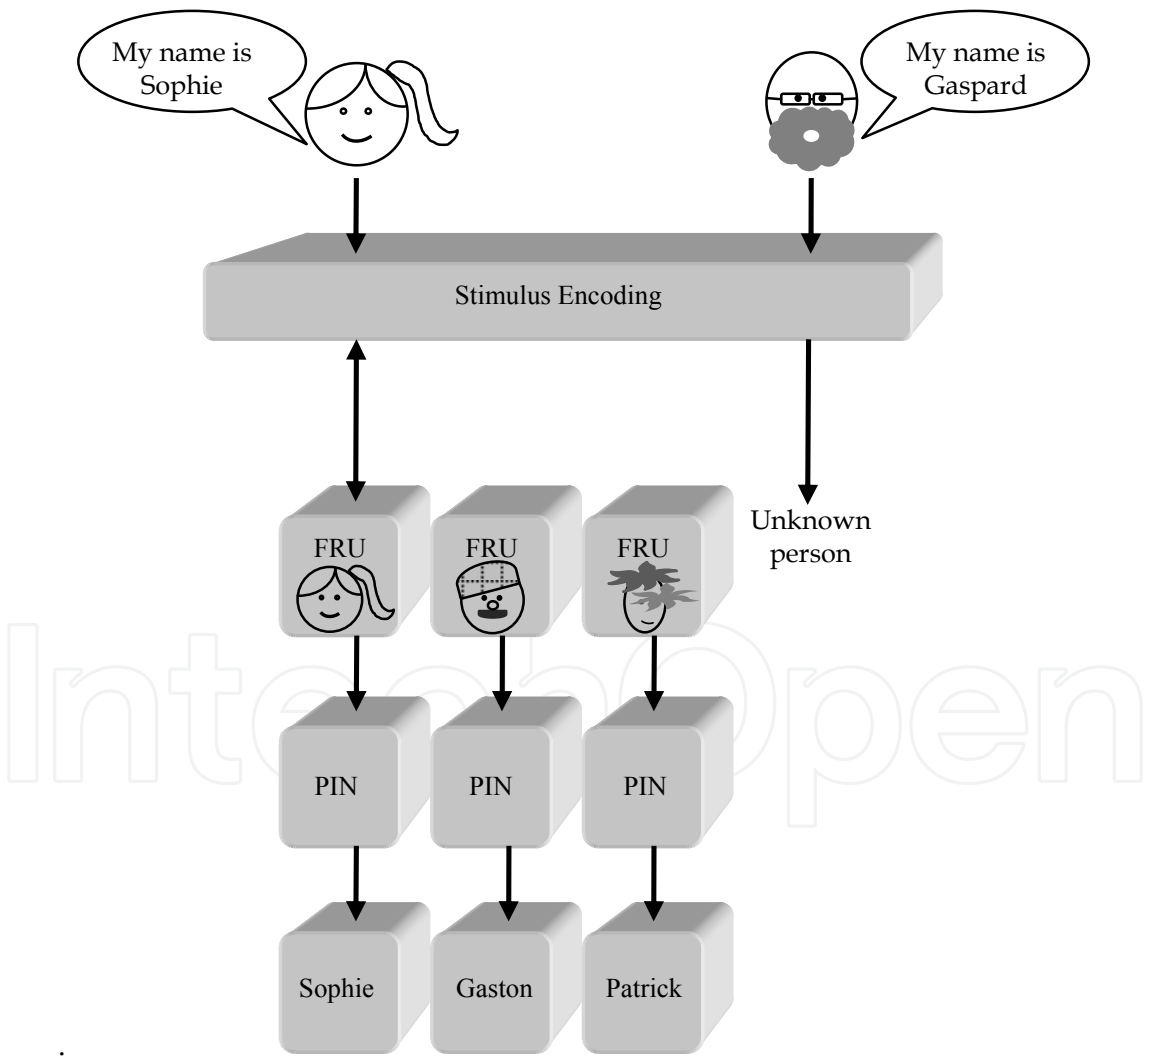 My name is
Sophie
My name is
Gaspard
Stimulus Encoding
FRU
FRU
FRU
Unknown
person
IntechOpen
PIN
PIN
PIN
Sophie
Gaston
Patrick
.